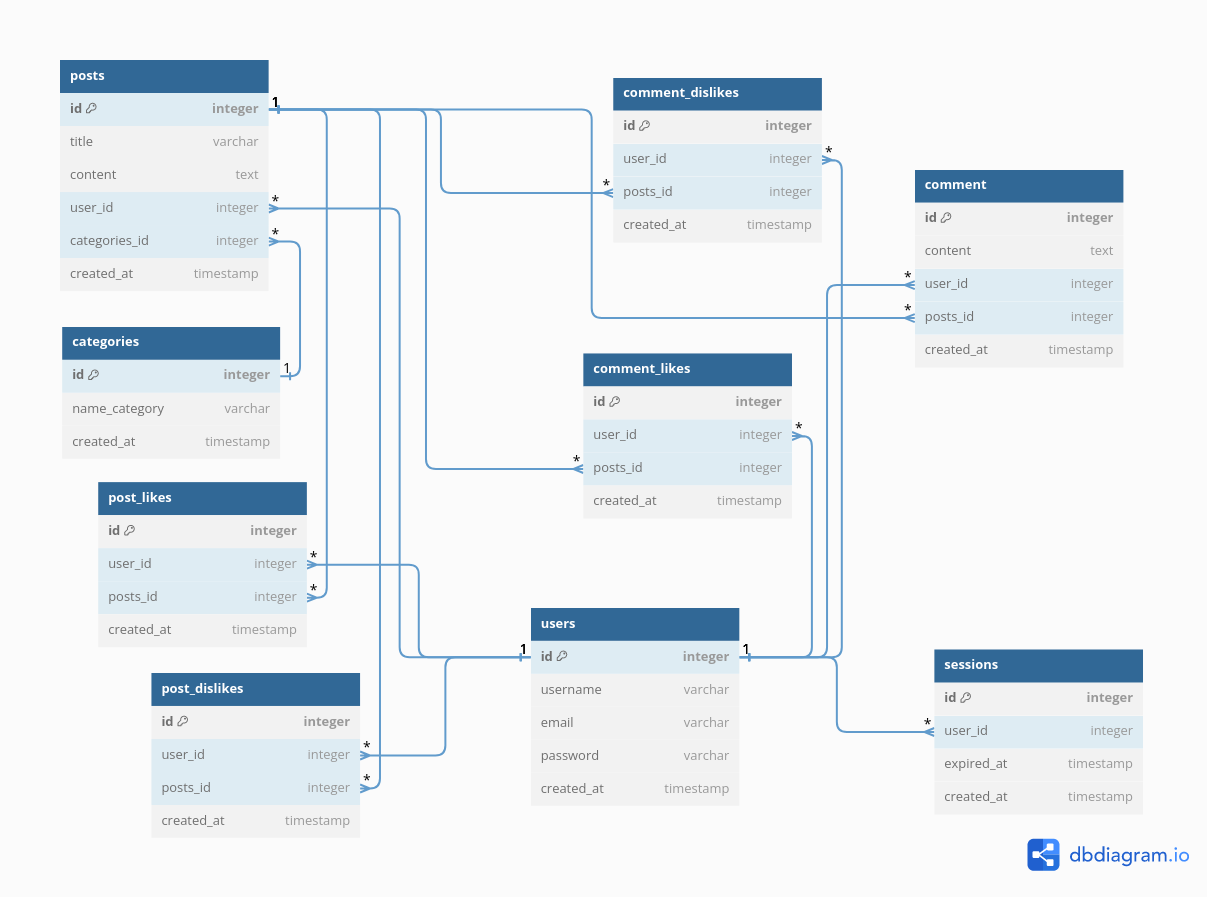 posts
id integer
title varchar
content text
user_id integer
categories_id integer
created_at timestamp
1
*
*
categories
id integer
name_category varchar
created_at timestamp
1
post_likes
id integer
user_id integer
posts_id integer
created_at timestamp
*
*
post_dislikes
id integer
user_id integer
posts_id integer
created_at timestamp
*
*
comment_dislikes
id integer
user_id integer
posts_id integer
created_at timestamp
*
*
comment_likes
id integer
user_id integer
posts_id integer
created_at timestamp
*
*
users
id integer
username varchar
email varchar
password varchar
created_at timestamp
1
1
comment
id integer
content text
user_id integer
posts_id integer
created_at timestamp
*
*
sessions
id integer
user_id integer
expired_at timestamp
created_at timestamp
*
dbdiagram.io